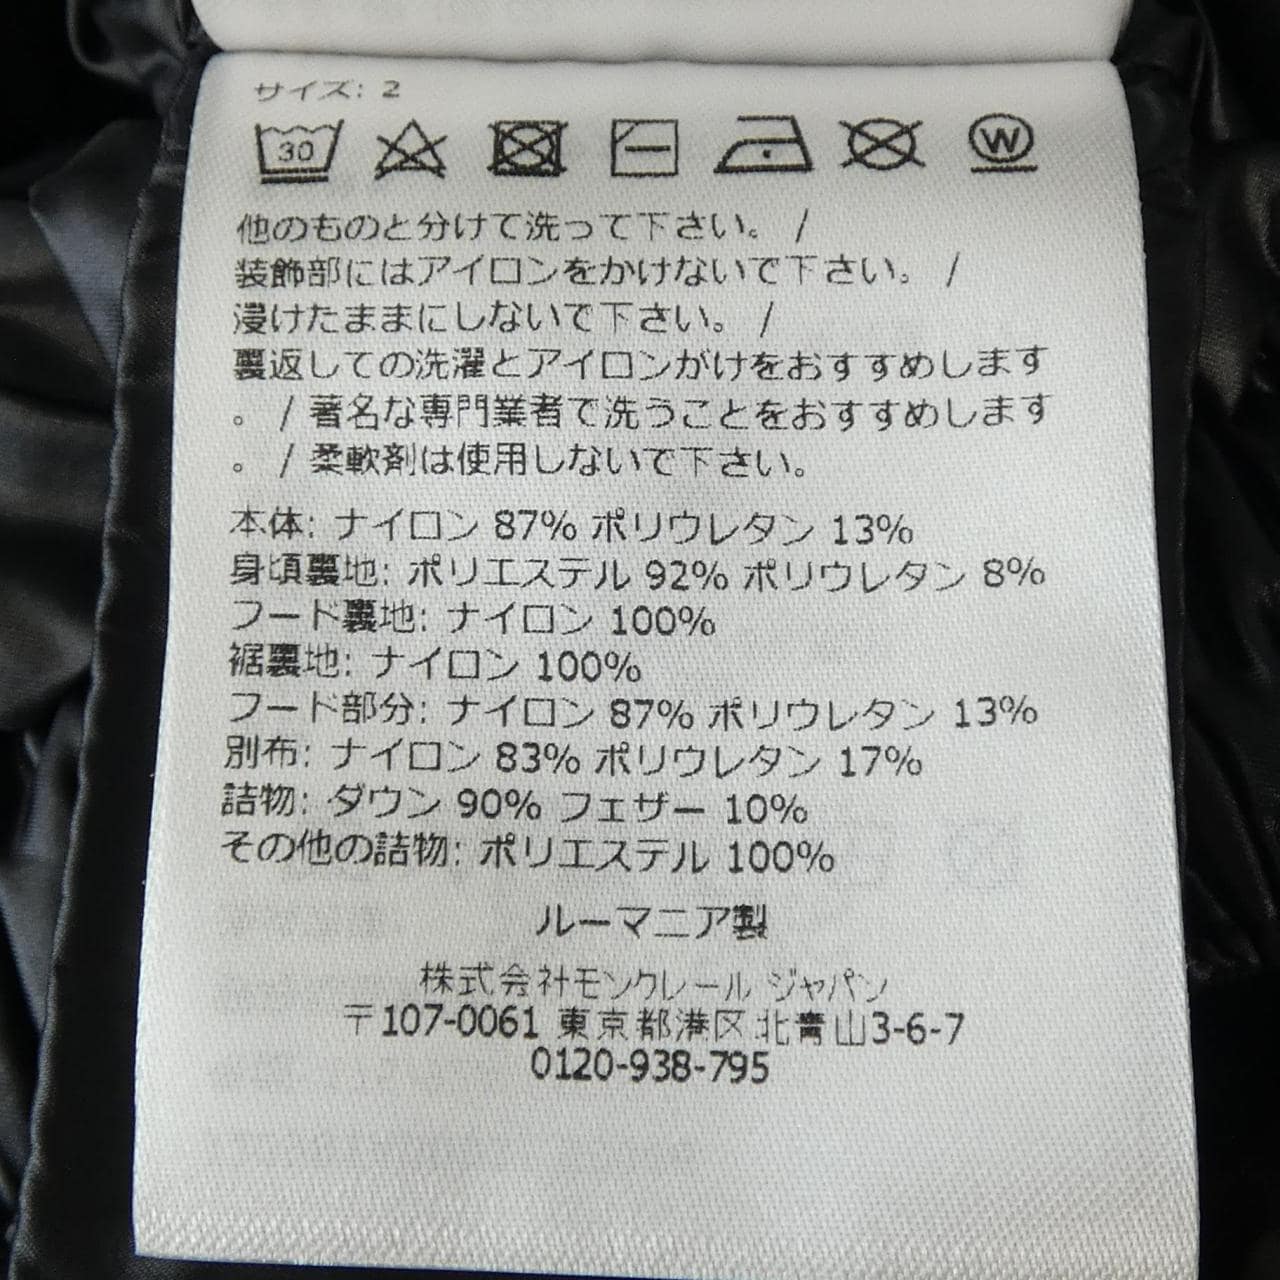 サイズ: 2
30
W
他のものと分けて洗って下さい。 /
装飾部にはアイロンをかけないで下さい。 /
浸けたままにしないで下さい。 /
裏返しての洗濯とアイロンがけをおすすめします
。 / 著名な専門業者で洗うことをおすすめします
。 / 柔軟剤は使用しないで下さい。
本体: ナイロン 87% ポリウレタン 13%
身頃裏地: ポリエステル 92% ポリウレタン 8%
フード裏地: ナイロン 100%
裾裏地: ナイロン 100%
フード部分: ナイロン 87% ポリウレタン 13%
別布: ナイロン 83% ポリウレタン 17%
詰物: ダウン 90% フェザー 10%
その他の詰物: ポリエステル 100%
ルーマニア製
株式会社モンクレール ジャパン
〒107-0061 東京都港区北青山3-6-7
0120-938-795